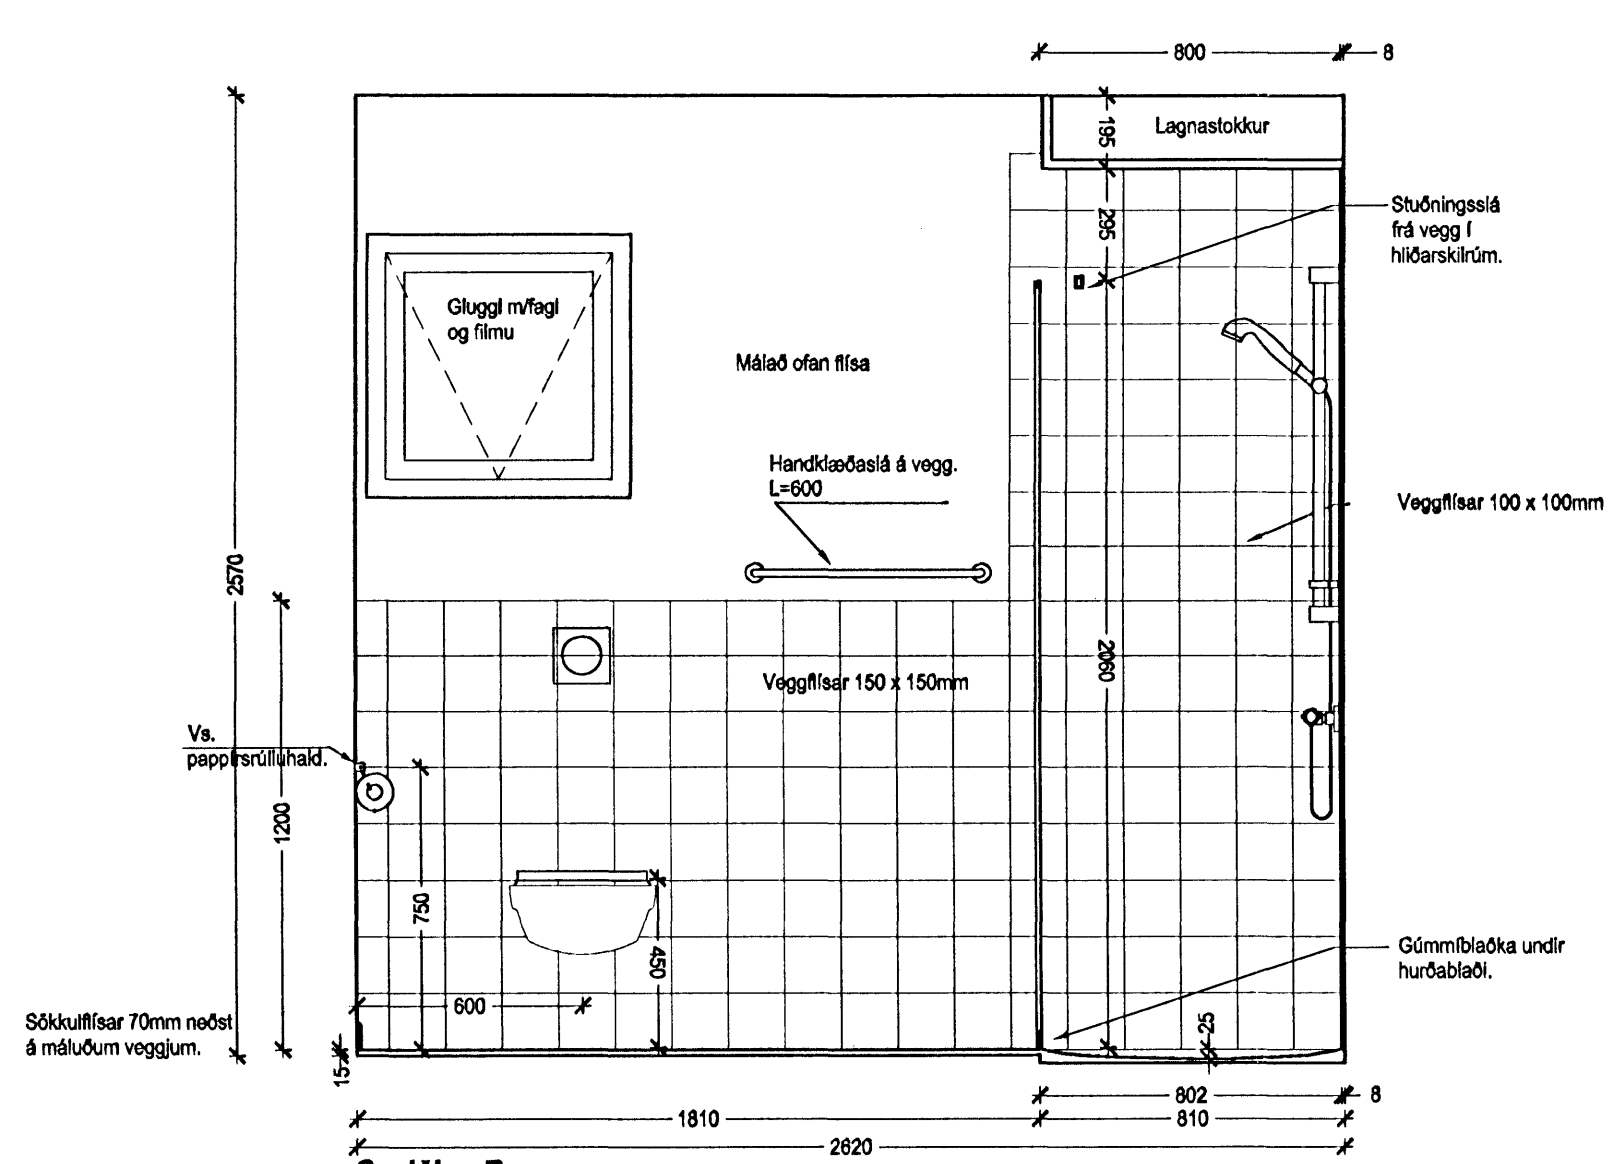 800
8
195
Lagnastokkur
295
Stuðningsslá
frá vegg í
hliðarskilrúm.
Gluggi m/fagi
og filmu
Málað ofan flísa
Handklæðaslá á vegg.
L=600
Veggflísar 100 x 100mm
2570
2060
Veggflísar 150 x 150mm
Vs.
pappírsrúlluhald.
1200
750
450
600
Gúmmíblaðka undir
hurðablaði.
Sökkulflísar 70mm neðst
á máluðum veggjum.
15
25
802
8
1810
810
2620